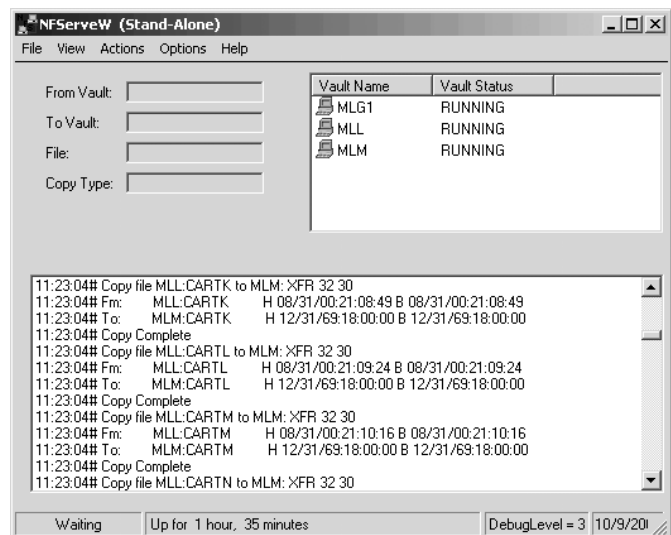 NFServeW (Stand-Alone)
File View Actions Options Help
From Vault:
To Vault:
File:
Copy Type:
Vault Name Vault Status
MLG1 RUNNING
MLL RUNNING
MLM RUNNING
11:23:04# Copy file MLL:CARTK to MLM: XFR 32 30
11:23:04# Fm: MLL:CARTK H 08/31/00:21:08:49 B 08/31/00:21:08:49
11:23:04# To: MLM:CARTK H 12/31/69:18:00:00 B 12/31/69:18:00:00
11:23:04# Copy Complete
11:23:04# Copy file MLL:CARTL to MLM: XFR 32 30
11:23:04# Fm: MLL:CARTL H 08/31/00:21:09:24 B 08/31/00:21:09:24
11:23:04# To: MLM:CARTL H 12/31/69:18:00:00 B 12/31/69:18:00:00
11:23:04# Copy Complete
11:23:04# Copy file MLL:CARTM to MLM: XFR 32 30
11:23:04# Fm: MLL:CARTM H 08/31/00:21:10:16 B 08/31/00:21:10:16
11:23:04# To: MLM:CARTM H 12/31/69:18:00:00 B 12/31/69:18:00:00
11:23:04# Copy Complete
11:23:04# Copy file MLL:CARTN to MLM: XFR 32 30
Waiting Up for 1 hour, 35 minutes DebugLevel = 3